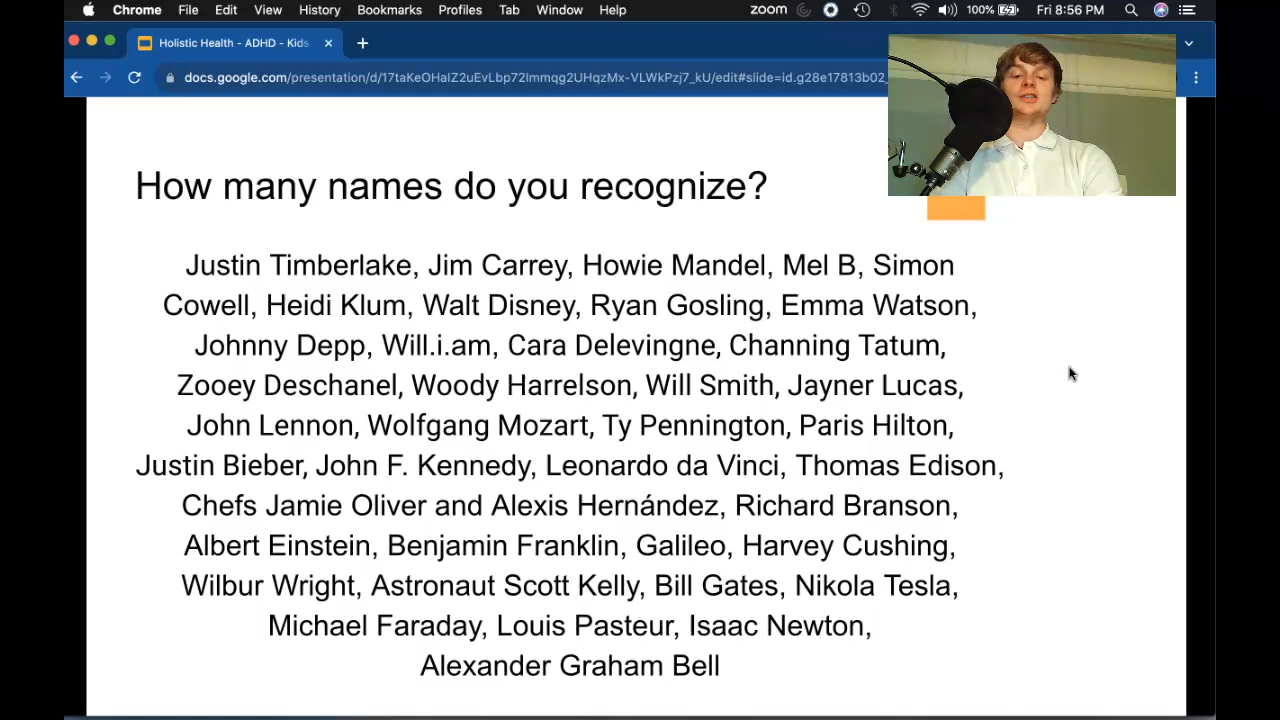 Chrome File Edit View History Bookmarks Profiles Tab Window Help zoom 100% Fri 8:56 PM
Holistic Health - ADHD - Kids
docs.google.com/presentation/d/17taKeOHalZ2uEvLbp72lmmqg2UHqzMx-VLWkPzj7_kU/edit#slide=id.g28e17813b02_
How many names do you recognize?
Justin Timberlake, Jim Carrey, Howie Mandel, Mel B, Simon
Cowell, Heidi Klum, Walt Disney, Ryan Gosling, Emma Watson,
Johnny Depp, Will.i.am, Cara Delevingne, Channing Tatum,
Zooey Deschanel, Woody Harrelson, Will Smith, Jayner Lucas,
John Lennon, Wolfgang Mozart, Ty Pennington, Paris Hilton,
Justin Bieber, John F. Kennedy, Leonardo da Vinci, Thomas Edison,
Chefs Jamie Oliver and Alexis Hernández, Richard Branson,
Albert Einstein, Benjamin Franklin, Galileo, Harvey Cushing,
Wilbur Wright, Astronaut Scott Kelly, Bill Gates, Nikola Tesla,
Michael Faraday, Louis Pasteur, Isaac Newton,
Alexander Graham Bell